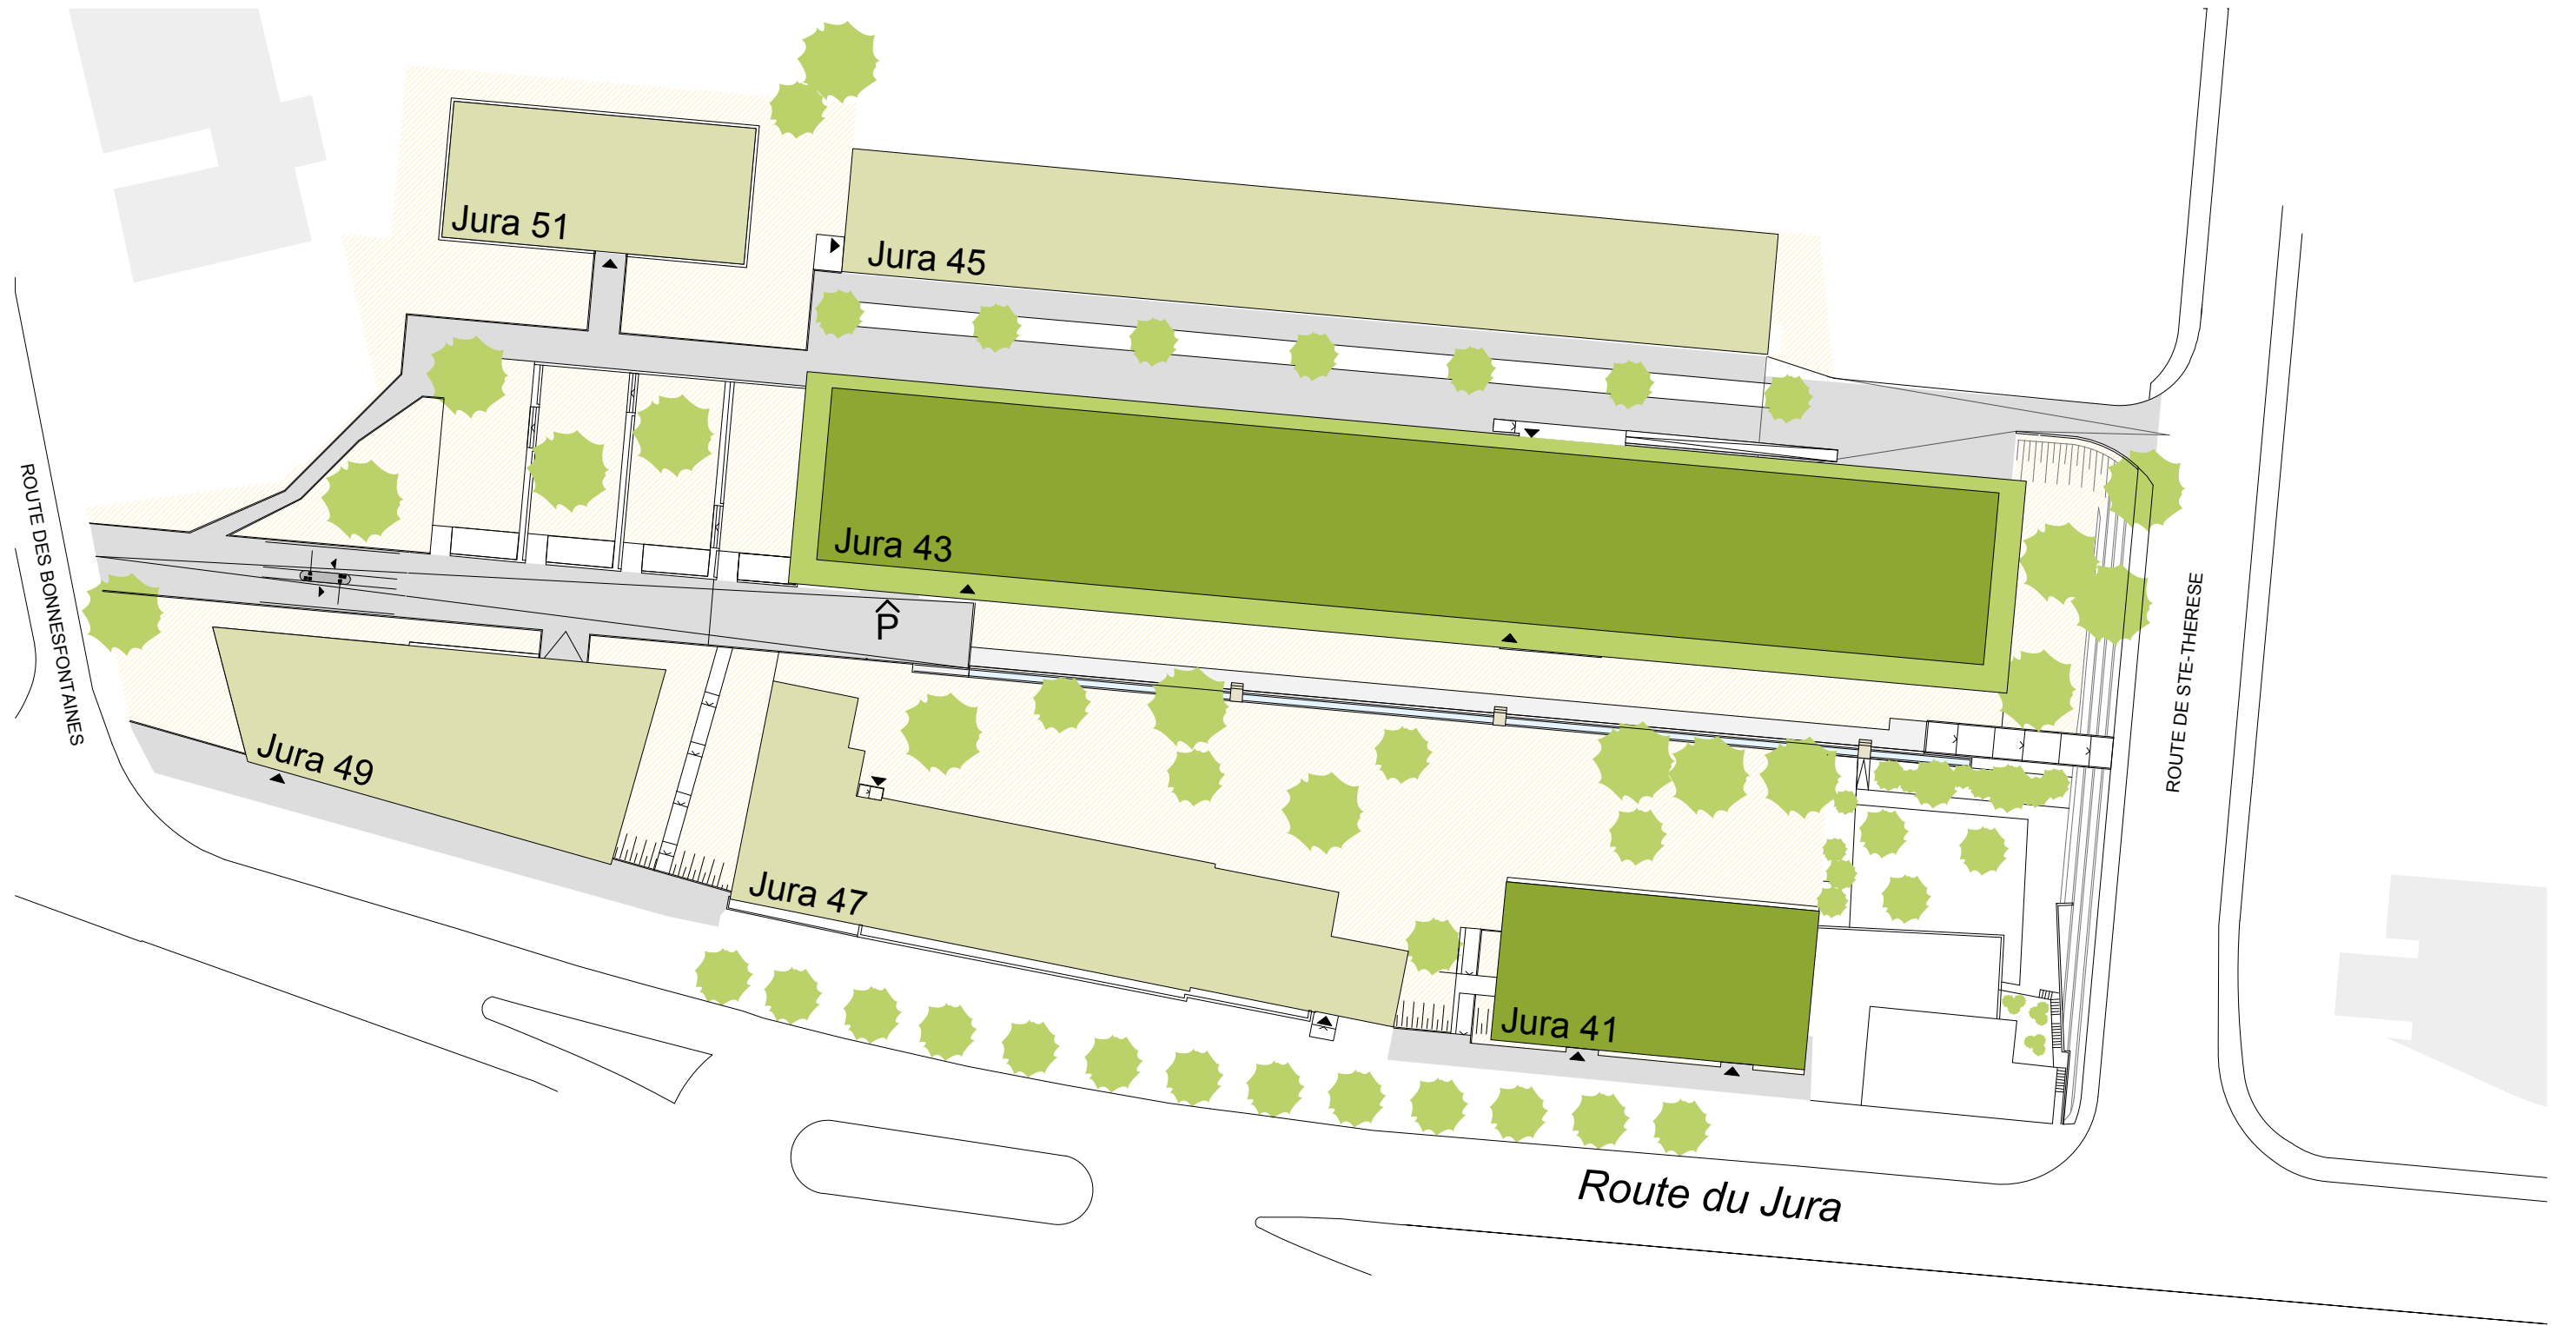 Jura 51
Jura 45
Jura 43
P
ROUTE DES BONNESFONTAINES
ROUTE DE STE-THERESE
Jura 49
Jura 47
Jura 41
Route du Jura